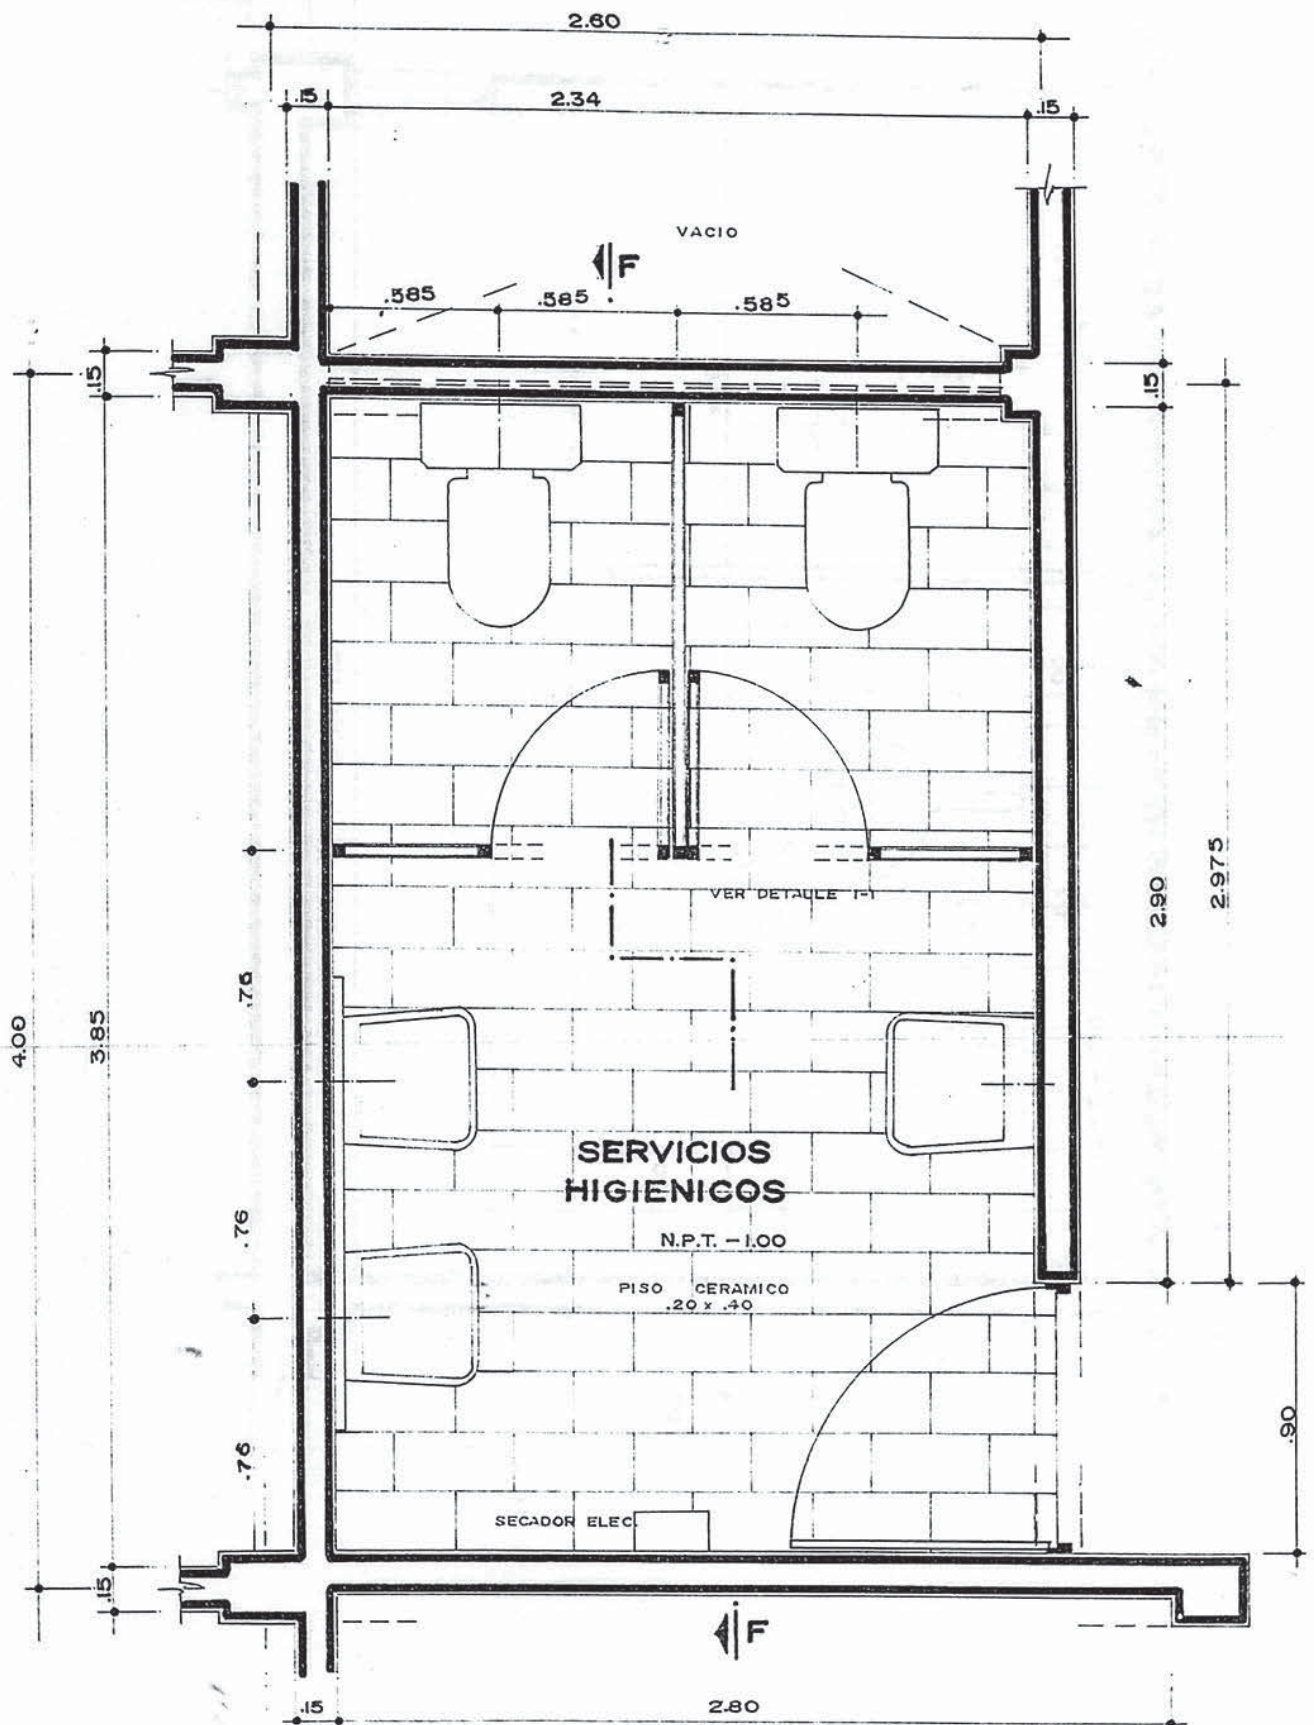 2.60
.15
2.34
.15
VACIO
F
.585
.585
.585
.15
.15
4.00
3.85
.76
.76
.76
2.90
2.975
VER DETALLE 1-1
SERVICIOS
HIGIENICOS
N.P.T. - 1.00
PISO CERAMICO
.20 x .40
.90
SECADOR ELEC.
.15
F
.15
2.80